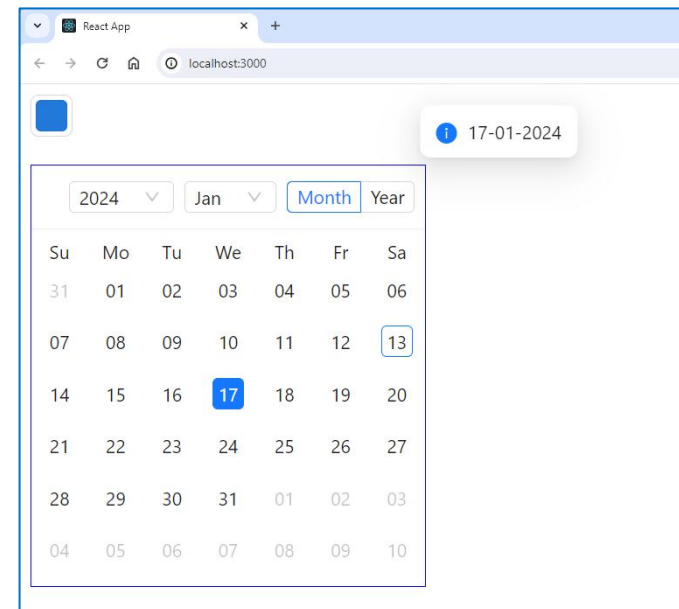 React App
localhost:3000
17-01-2024
2024 Jan Month Year
Su Mo Tu We Th Fr Sa
31 01 02 03 04 05 06
07 08 09 10 11 12 13
14 15 16 17 18 19 20
21 22 23 24 25 26 27
28 29 30 31 01 02 03
04 05 06 07 08 09 10